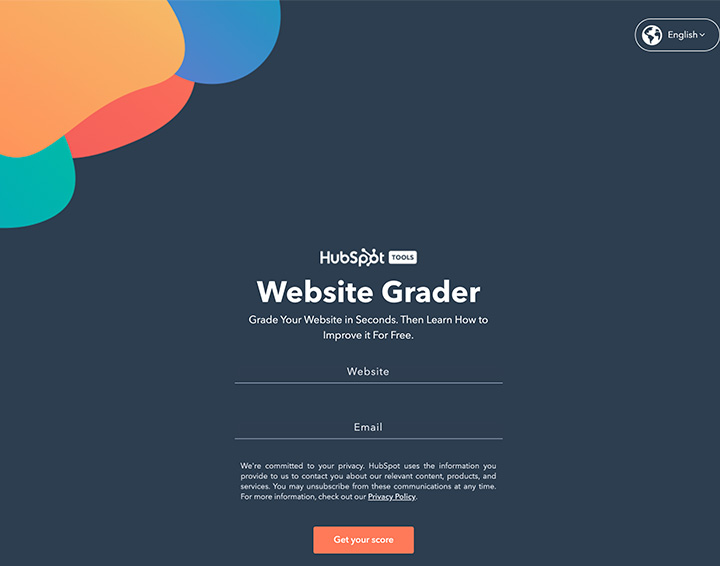 English
HubSpot TOOLS
Website Grader
Grade Your Website in Seconds. Then Learn How to
Improve it For Free.
Website
Email
We're committed to your privacy. HubSpot uses the information you
provide to us to contact you about our relevant content, products, and
services. You may unsubscribe from these communications at any time.
For more information, check out our Privacy Policy.
Get your score